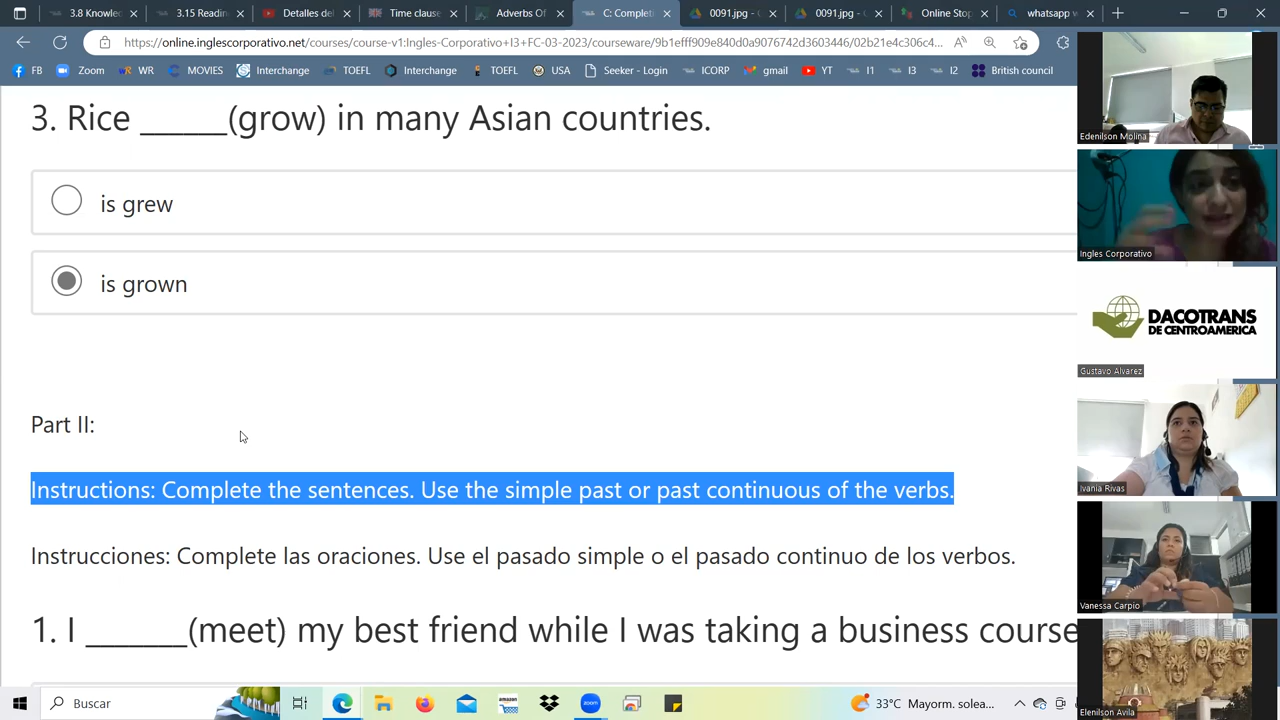 3.8 Knowled
3.15 Readin
Detalles del
Time clause
Adverbs Of
C: Complet
0091.jpg - G
0091.jpg - G
Online Stop
whatsapp v
https://online.inglescorporativo.net/courses/course-v1:Ingles-Corporativo+I3+FC-03-2023/courseware/9b1efff909e840d0a9076742d3603446/02b21e4c306c4...
FB
Zoom
WR
MOVIES
Interchange
TOEFL
Interchange
TOEFL
USA
Seeker - Login
ICORP
gmail
YT
I1
I3
I2
British council
3. Rice ______(grow) in many Asian countries.
is grew
is grown
Part II:
Instructions: Complete the sentences. Use the simple past or past continuous of the verbs.
Instrucciones: Complete las oraciones. Use el pasado simple o el pasado continuo de los verbos.
1. I _______(meet) my best friend while I was taking a business course
Edenilson Molina
Ingles Corporativo
DACOTRANS
DE CENTROAMERICA
Gustavo Alvarez
Ivania Rivas
Vanessa Carpio
Elenilson Avila
Buscar
zoom
33°C Mayorm. solea...